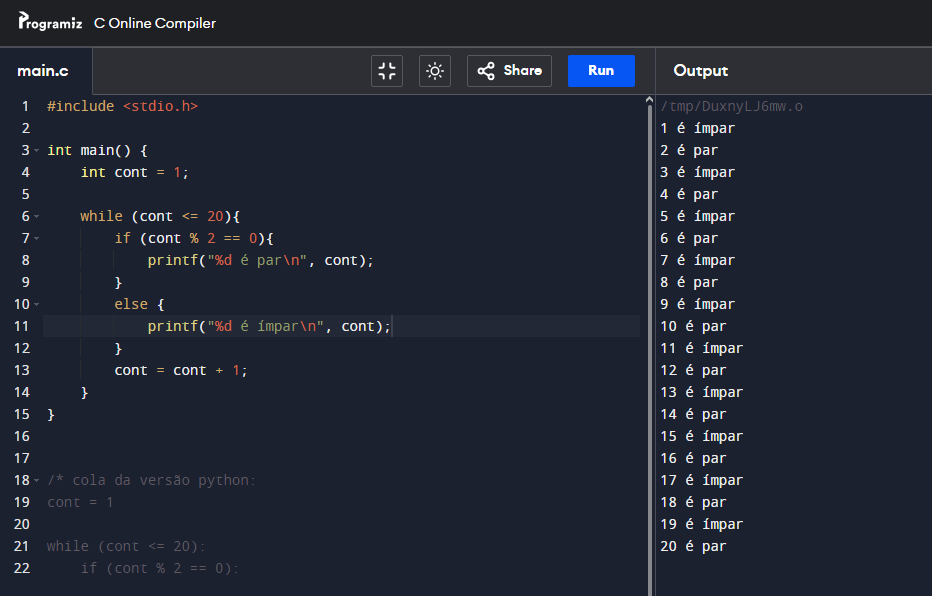 Programiz C Online Compiler
main.c Share Run Output
1 #include <stdio.h>
2
3 int main() {
4     int cont = 1;
5
6     while (cont <= 20){
7         if (cont % 2 == 0){
8             printf("%d é par\n", cont);
9         }
10         else {
11             printf("%d é ímpar\n", cont);
12         }
13         cont = cont + 1;
14     }
15 }
16
17
18 /* cola da versão python:
19 cont = 1
20
21 while (cont <= 20):
22     if (cont % 2 == 0):
/tmp/DuxnyLJ6mw.o
1 é ímpar
2 é par
3 é ímpar
4 é par
5 é ímpar
6 é par
7 é ímpar
8 é par
9 é ímpar
10 é par
11 é ímpar
12 é par
13 é ímpar
14 é par
15 é ímpar
16 é par
17 é ímpar
18 é par
19 é ímpar
20 é par